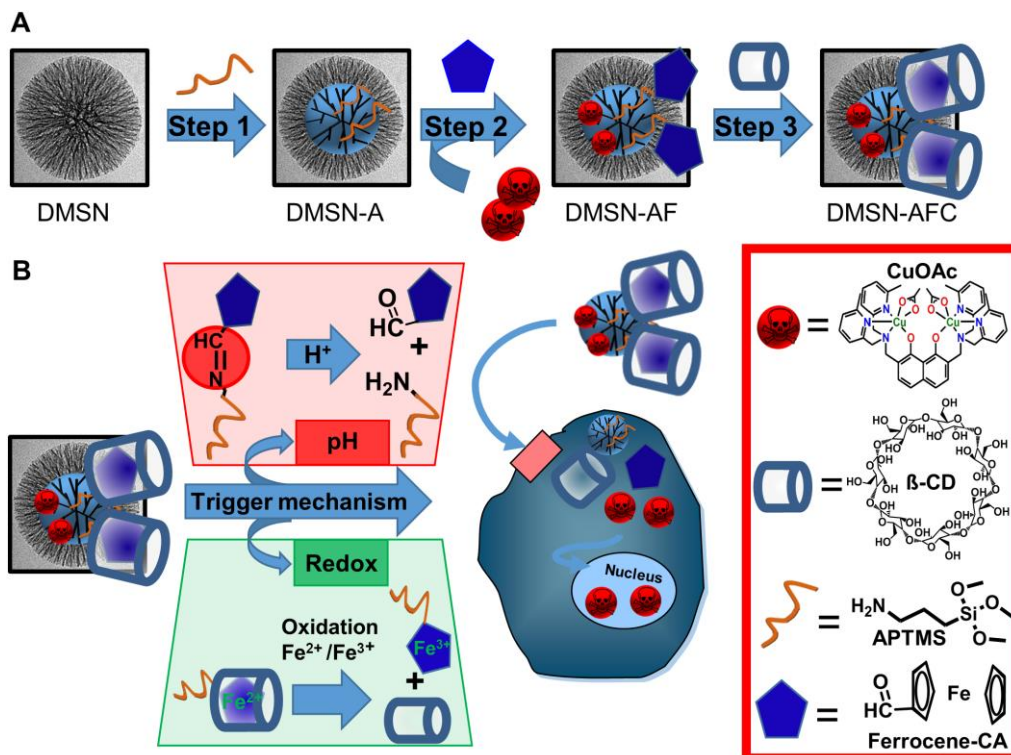 A
Step 1
Step 2
Step 3
DMSN
DMSN-A
DMSN-AF
DMSN-AFC
B
HC
N
H⁺
O
HC
+
H₂N
pH
Trigger mechanism
Redox
Oxidation
Fe²⁺/Fe³⁺
Fe²⁺
Fe³⁺
+
Nucleus
CuOAc
=
N
N
O
O
O
O
N
N
Cu
Cu
N
O
O
N
=
OH
HO
O
ß-CD
=
H₂N
Si
O
O
O
APTMS
=
O
HC
Fe
Ferrocene-CA